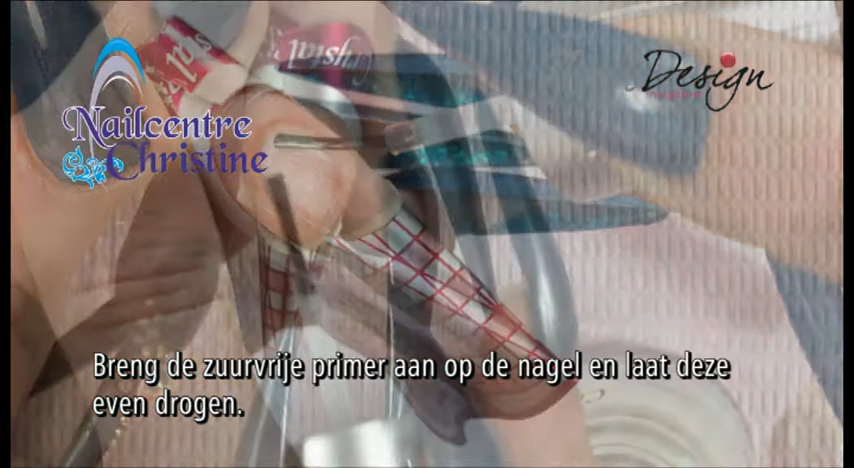 Nailcentre
Christine
Design
Breng de zuurvrije primer aan op de nagel en laat deze
even drogen.